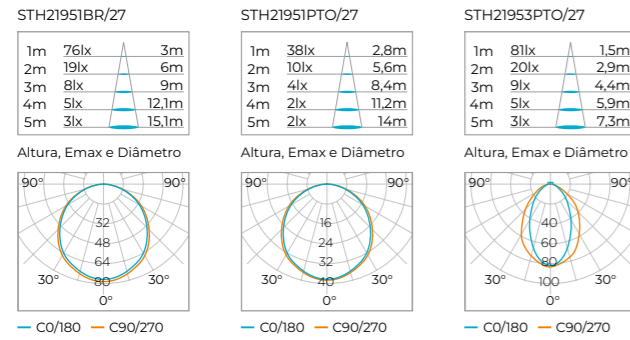 STH21951BR/27
1m 76lx 3m
2m 19lx 6m
3m 8lx 9m
4m 5lx 12,1m
5m 3lx 15,1m
Altura, Emax e Diâmetro
90° 90°
32
48
64
80
30° 30°
0°
C0/180 C90/270
STH21951PTO/27
1m 38lx 2,8m
2m 10lx 5,6m
3m 4lx 8,4m
4m 2lx 11,2m
5m 2lx 14m
Altura, Emax e Diâmetro
90° 90°
16
24
32
40
30° 30°
0°
C0/180 C90/270
STH21953PTO/27
1m 81lx 1,5m
2m 20lx 2,9m
3m 9lx 4,4m
4m 5lx 5,9m
5m 3lx 7,3m
Altura, Emax e Diâmetro
90° 90°
40
60
80
100
30° 30°
0°
C0/180 C90/270